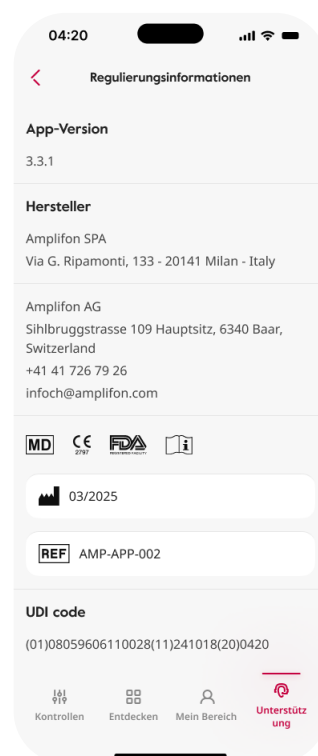 04:20
Regulierungsinformationen
App-Version
3.3.1
Hersteller
Amplifon SPA
Via G. Ripamonti, 133 - 20141 Milan - Italy
Amplifon AG
Sihlbruggstrasse 109 Hauptsitz, 6340 Baar,
Switzerland
+41 41 726 79 26
infoch@amplifon.com
MD CE 2797 FDA REGISTERED FACILITY i
03/2025
REF AMP-APP-002
UDI code
(01)08059606110028(11)241018(20)0420
Kontrollen Entdecken Mein Bereich Unterstütz
ung